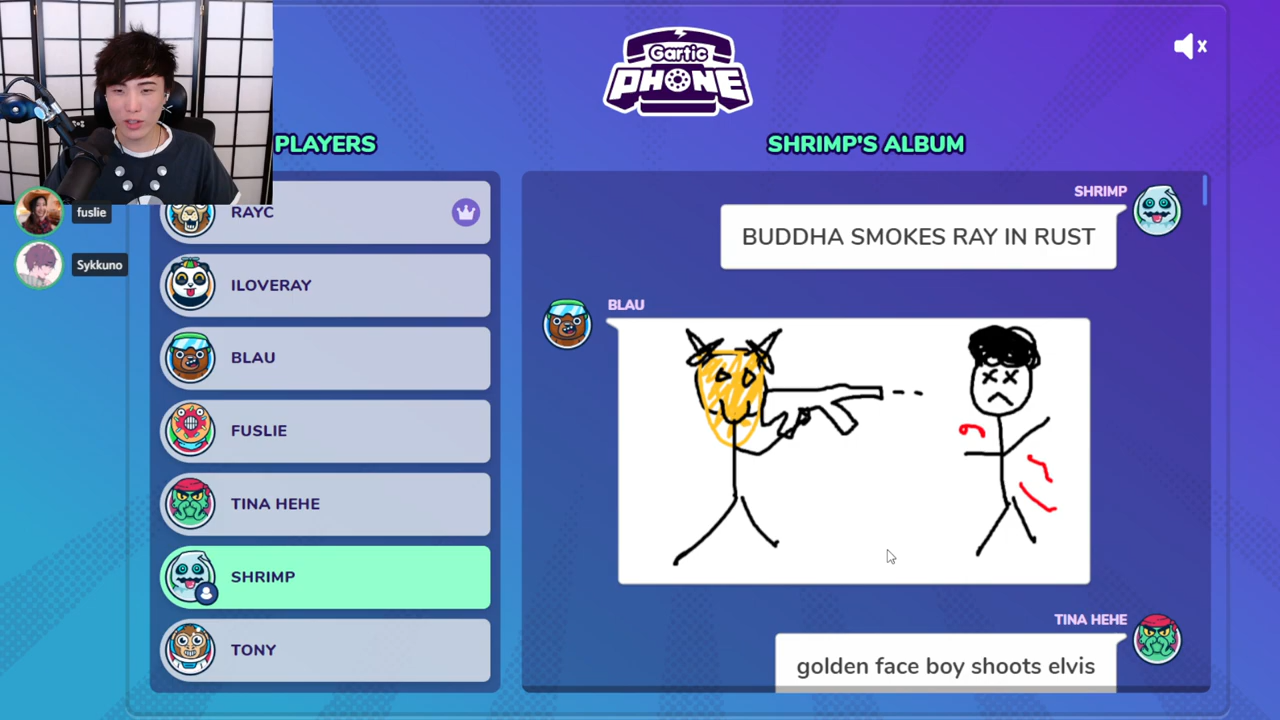 Gartic
PHONE
PLAYERS
SHRIMP'S ALBUM
fuslie
Sykkuno
RAYC
ILOVERAY
BLAU
FUSLIE
TINA HEHE
SHRIMP
TONY
SHRIMP
BUDDHA SMOKES RAY IN RUST
BLAU
TINA HEHE
golden face boy shoots elvis